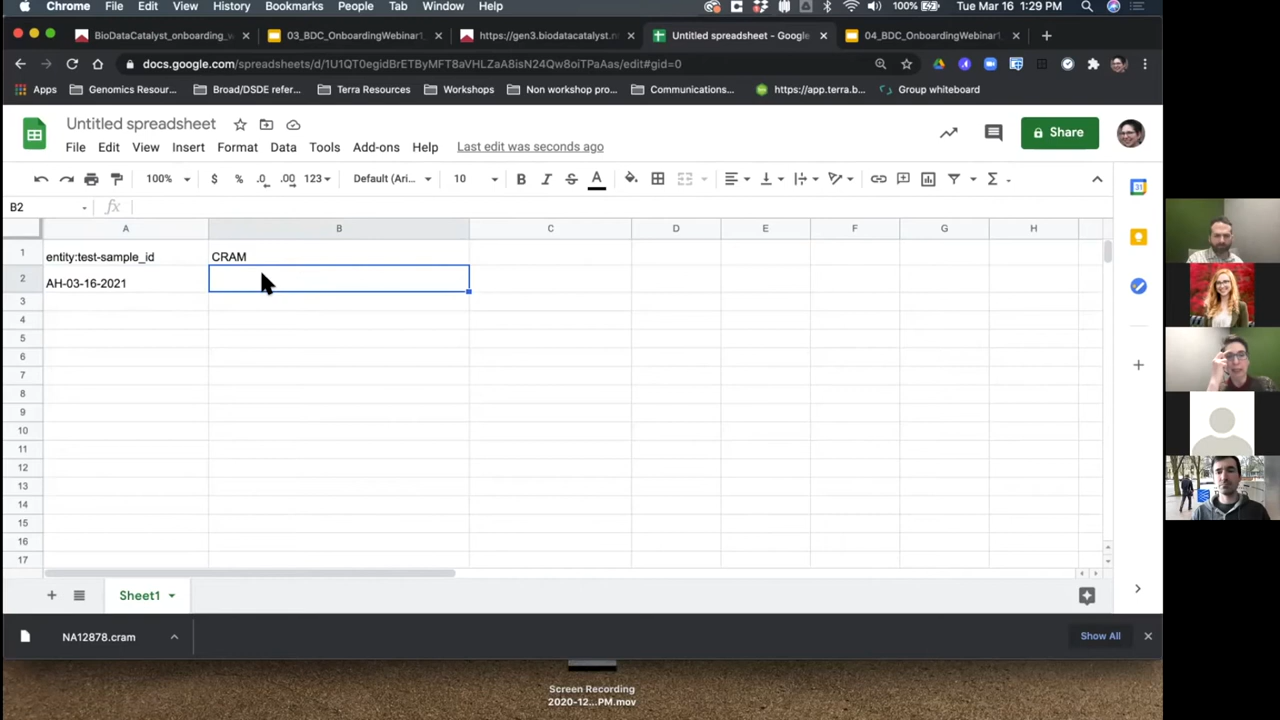 Chrome File Edit View History Bookmarks People Tab Window Help 100% Tue Mar 16 1:29 PM
BioDataCatalyst_onboarding_v 03_BDC_OnboardingWebinar1_ https://gen3.biodatacatalyst.n Untitled spreadsheet - Google 04_BDC_OnboardingWebinar1_
docs.google.com/spreadsheets/d/1U1QT0egidBrETByMFT8aVHLZaA8isN24Qw8oiTPaAas/edit#gid=0
Apps Genomics Resour... Broad/DSDE refer... Terra Resources Workshops Non workshop pro... Communications... https://app.terra.b... Group whiteboard
Untitled spreadsheet
File Edit View Insert Format Data Tools Add-ons Help Last edit was seconds ago
Share
100% $ % .0 .00 123 Default (Ari... 10 B I S A
B2 fx
A B C D E F G H
1 entity:test-sample_id CRAM
2 AH-03-16-2021
3
4
5
6
7
8
9
10
11
12
13
14
15
16
17
Sheet1
NA12878.cram Show All
Screen Recording
2020-12...PM.mov